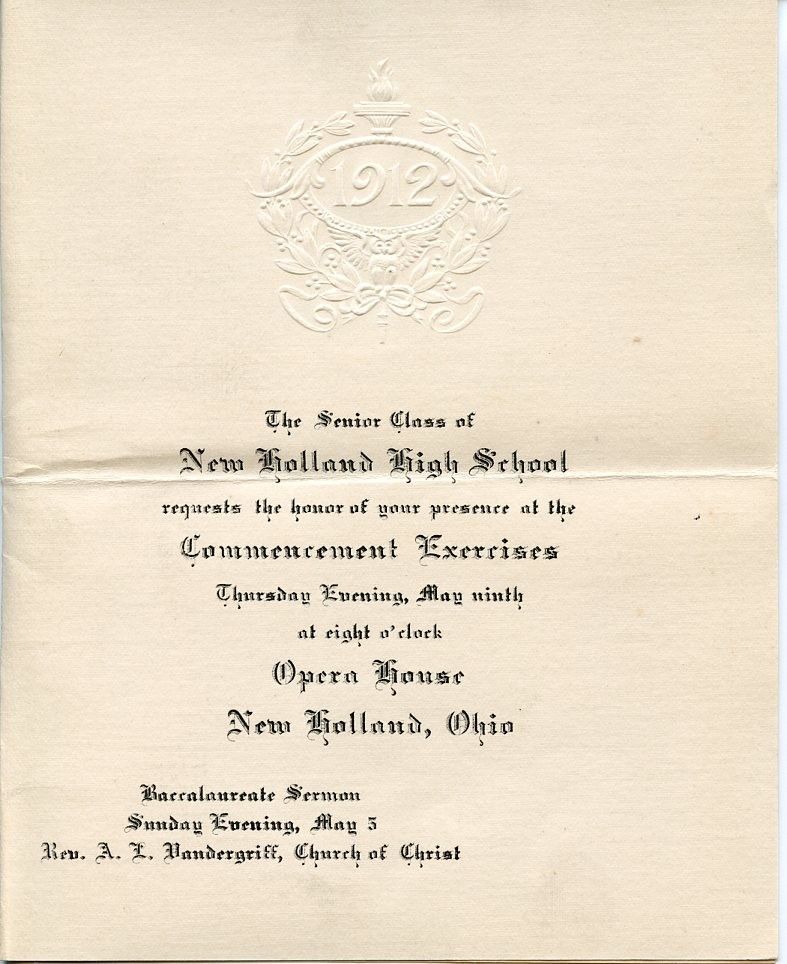 1912
The Senior Class of
New Holland High School
requests the honor of your presence at the
Commencement Exercises
Thursday Evening, May ninth
at eight o'clock
Opera House
New Holland, Ohio
Baccalaureate Sermon
Sunday Evening, May 5
Rev. A. L. Vandergriff, Church of Christ